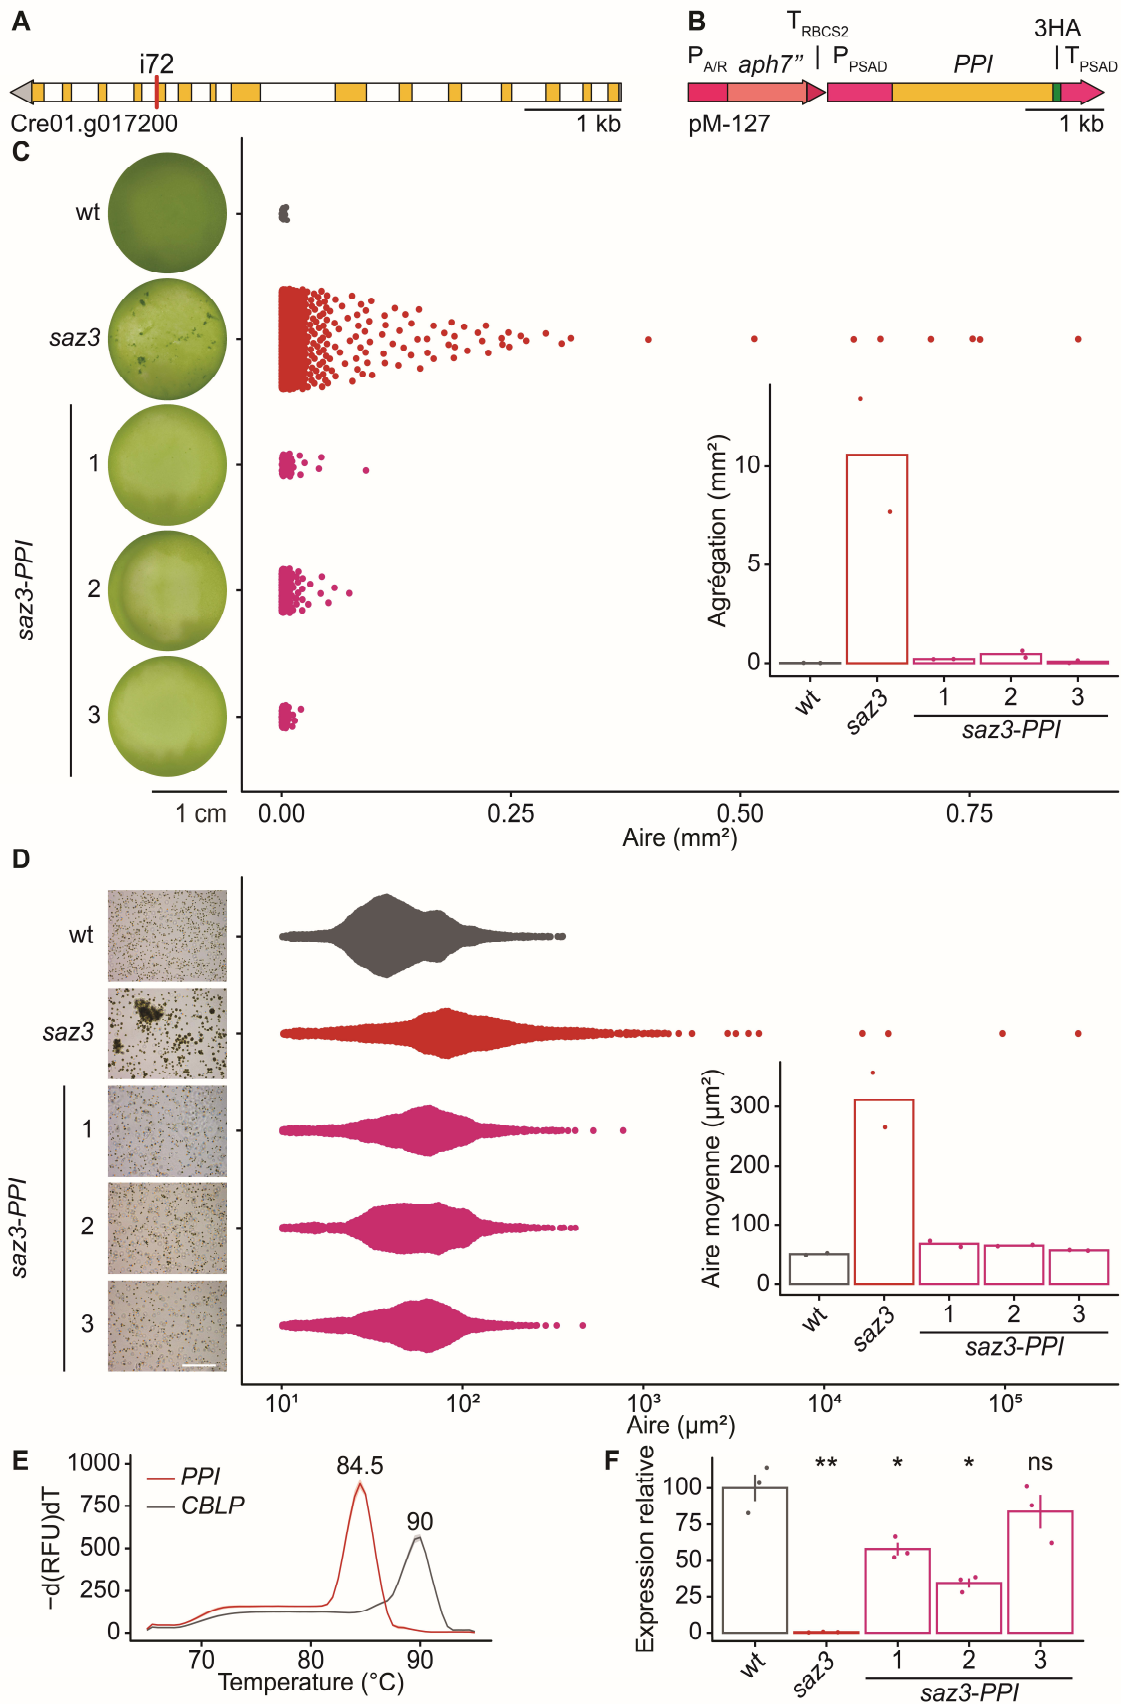 A
i72
Cre01.g017200
1 kb
B
T RBCS2
3HA
P A/R
aph7”
P PSAD
PPI
T PSAD
pM-127
1 kb
C
wt
saz3
1
2
3
saz3-PPI
1 cm
0.00
0.25
0.50
0.75
Aire (mm²)
Agrégation (mm²)
10
5
0
wt
saz3
1
2
3
saz3-PPI
D
wt
saz3
1
2
3
saz3-PPI
10¹
10²
10³
10⁴
10⁵
Aire (µm²)
Aire moyenne (µm²)
300
200
100
0
wt
saz3
1
2
3
saz3-PPI
E
−d(RFU)dT
1000
750
500
250
0
PPI
CBLP
84.5
90
70
80
90
Temperature (°C)
F
Expression relative
100
75
50
25
0
**
*
*
ns
wt
saz3
1
2
3
saz3-PPI